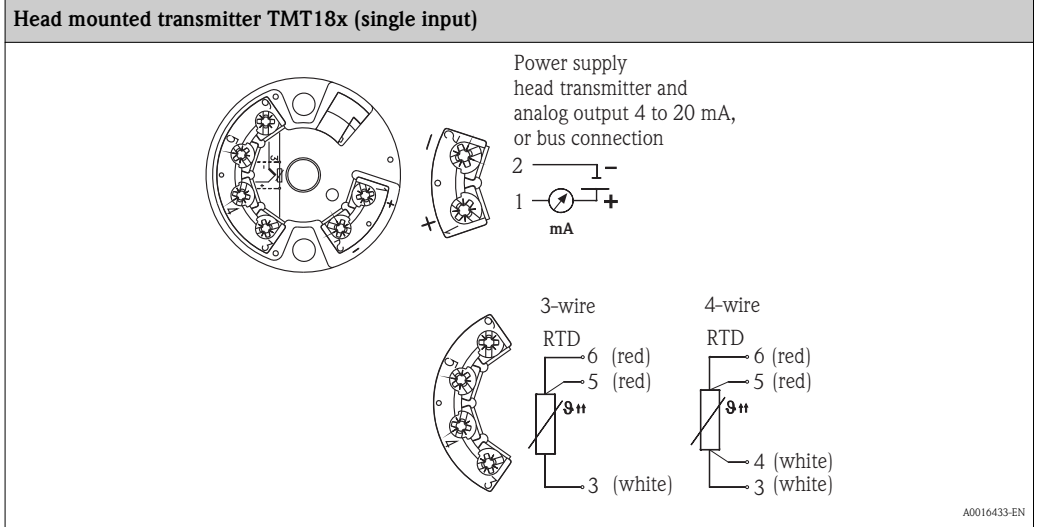 Head mounted transmitter TMT18x (single input)
Power supply
head transmitter and
analog output 4 to 20 mA,
or bus connection
2 –
1 +
mA
3-wire
4-wire
RTD
RTD
6 (red)
5 (red)
ϑ
3 (white)
6 (red)
5 (red)
ϑ
4 (white)
3 (white)
A0016433-EN